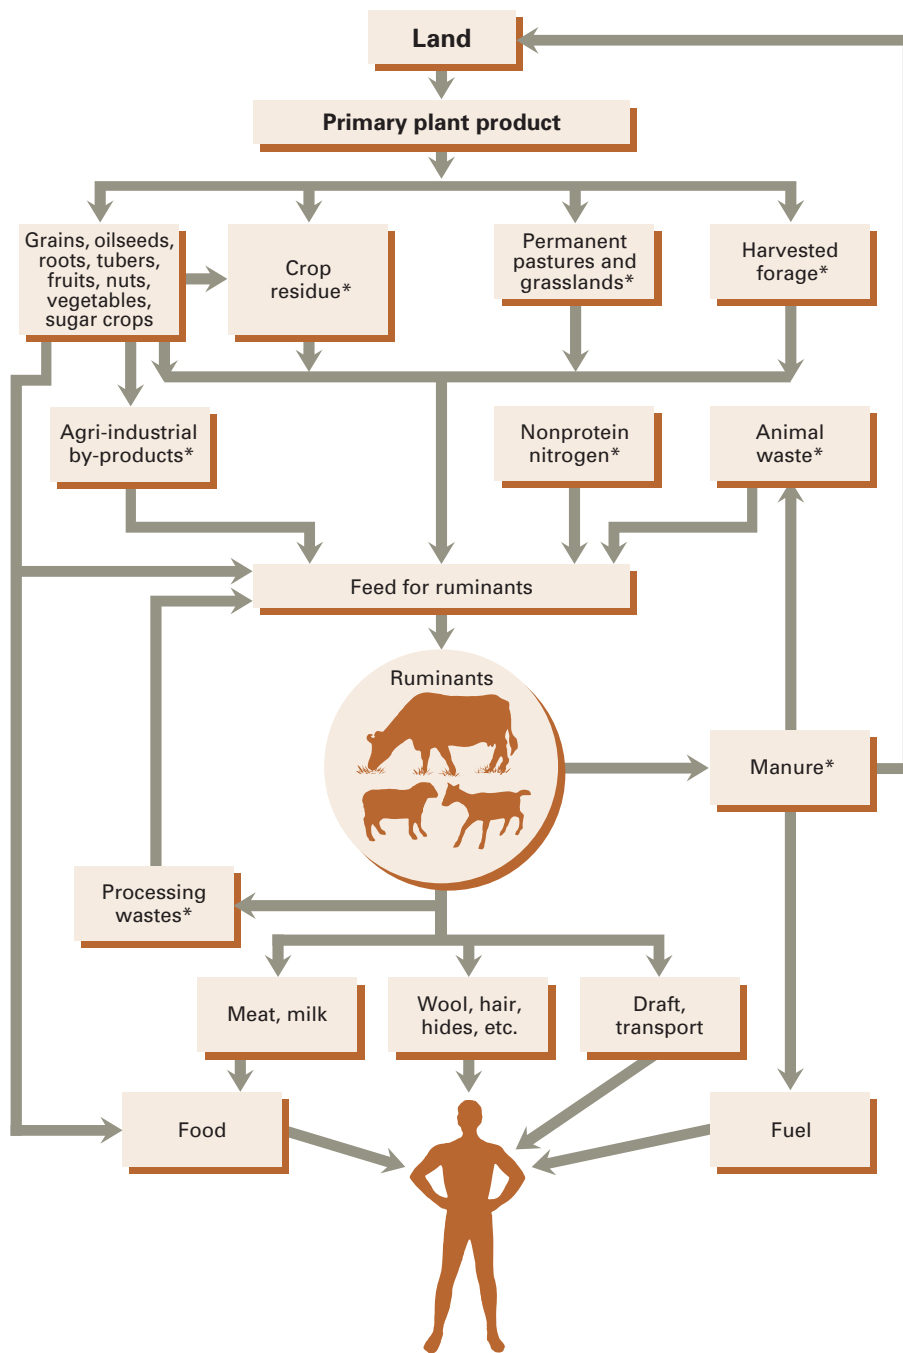 Land
Primary plant product
Grains, oilseeds,
roots, tubers,
fruits, nuts,
vegetables,
sugar crops
Crop
residue*
Permanent
pastures and
grasslands*
Harvested
forage*
Agri-industrial
by-products*
Nonprotein
nitrogen*
Animal
waste*
Feed for ruminants
Ruminants
Manure*
Processing
wastes*
Meat, milk
Wool, hair,
hides, etc.
Draft,
transport
Food
Fuel